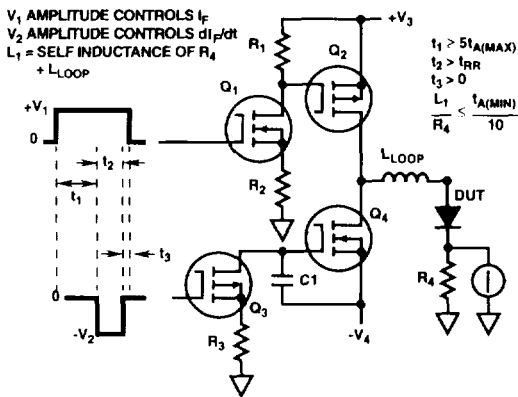 V1 AMPLITUDE CONTROLS IF
V2 AMPLITUDE CONTROLS dIF/dt
L1 = SELF INDUCTANCE OF R4
+ LLOOP
+V3
t1 > 5tA(MAX)
t2 > tRR
t3 > 0
L1/R4 ≤ tA(MIN)/10
R1
Q2
Q1
+V1
0
t2
t1
t3
R2
LLOOP
DUT
Q4
R4
C1
0
-V2
Q3
R3
-V4